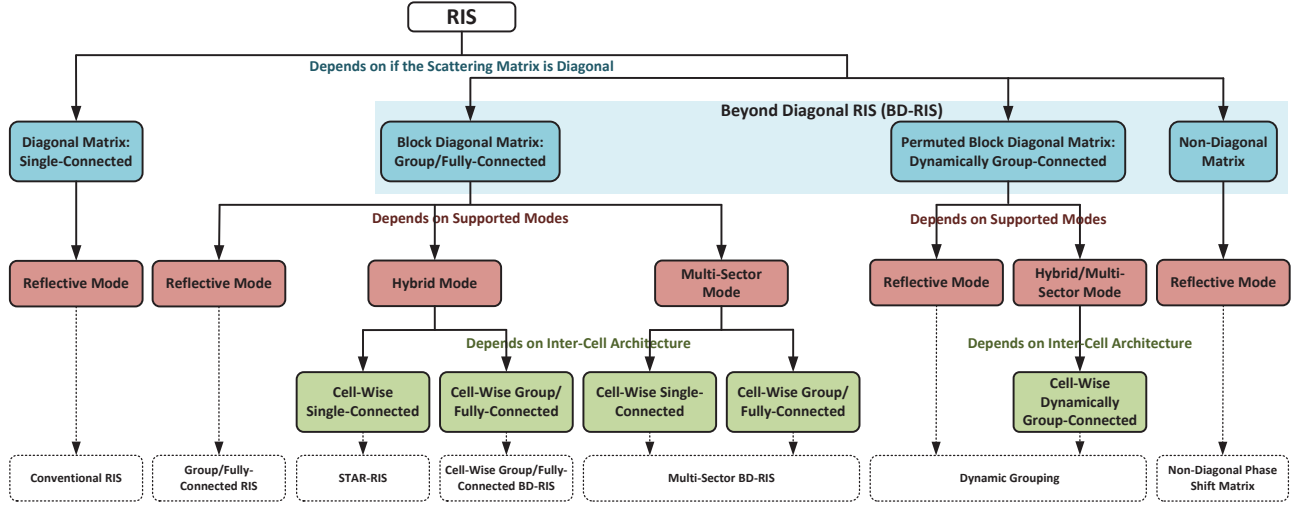 RIS
Depends on if the Scattering Matrix is Diagonal
Beyond Diagonal RIS (BD-RIS)
Diagonal Matrix:
Single-Connected
Block Diagonal Matrix:
Group/Fully-Connected
Permuted Block Diagonal Matrix:
Dynamically Group-Connected
Non-Diagonal
Matrix
Depends on Supported Modes
Depends on Supported Modes
Reflective Mode
Reflective Mode
Hybrid Mode
Multi-Sector
Mode
Reflective Mode
Hybrid/Multi-
Sector Mode
Reflective Mode
Depends on Inter-Cell Architecture
Depends on Inter-Cell Architecture
Cell-Wise
Single-Connected
Cell-Wise Group/
Fully-Connected
Cell-Wise Single-
Connected
Cell-Wise Group/
Fully-Connected
Cell-Wise
Dynamically
Group-Connected
Conventional RIS
Group/Fully-
Connected RIS
STAR-RIS
Cell-Wise Group/Fully-
Connected BD-RIS
Multi-Sector BD-RIS
Dynamic Grouping
Non-Diagonal Phase
Shift Matrix